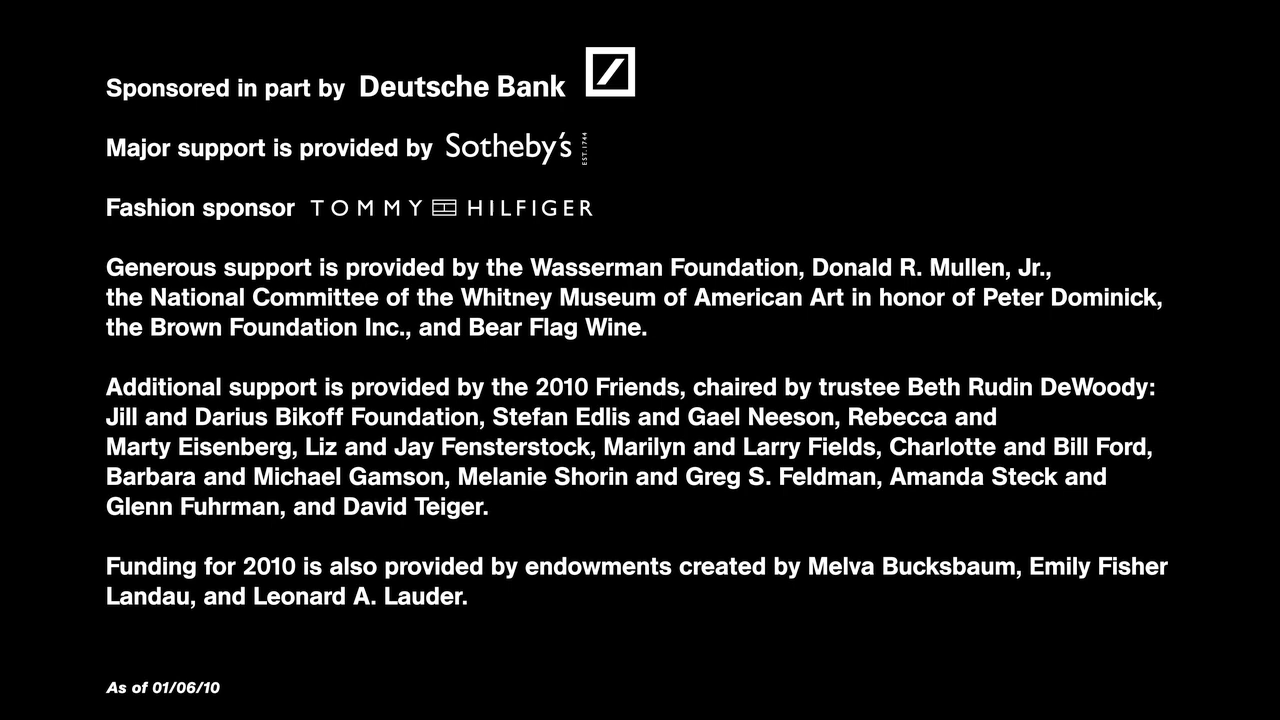 Sponsored in part by Deutsche Bank
Major support is provided by Sotheby's EST. 1744
Fashion sponsor TOMMY HILFIGER
Generous support is provided by the Wasserman Foundation, Donald R. Mullen, Jr.,
the National Committee of the Whitney Museum of American Art in honor of Peter Dominick,
the Brown Foundation Inc., and Bear Flag Wine.
Additional support is provided by the 2010 Friends, chaired by trustee Beth Rudin DeWoody:
Jill and Darius Bikoff Foundation, Stefan Edlis and Gael Neeson, Rebecca and
Marty Eisenberg, Liz and Jay Fensterstock, Marilyn and Larry Fields, Charlotte and Bill Ford,
Barbara and Michael Gamson, Melanie Shorin and Greg S. Feldman, Amanda Steck and
Glenn Fuhrman, and David Teiger.
Funding for 2010 is also provided by endowments created by Melva Bucksbaum, Emily Fisher
Landau, and Leonard A. Lauder.
As of 01/06/10